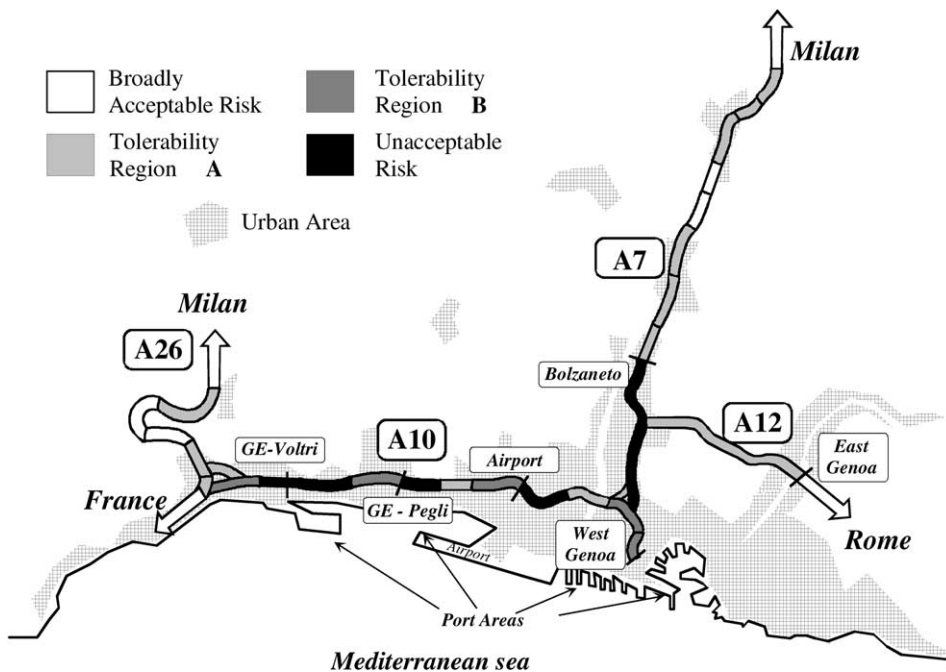 Broadly
Acceptable Risk
Tolerability
Region B
Tolerability
Region A
Unacceptable
Risk
Urban Area
Milan
Milan
A7
A26
Bolzaneto
A12
East
Genoa
A10
GE-Voltri
Airport
France
GE - Pegli
West
Genoa
Rome
Airport
Port Areas
Mediterranean sea